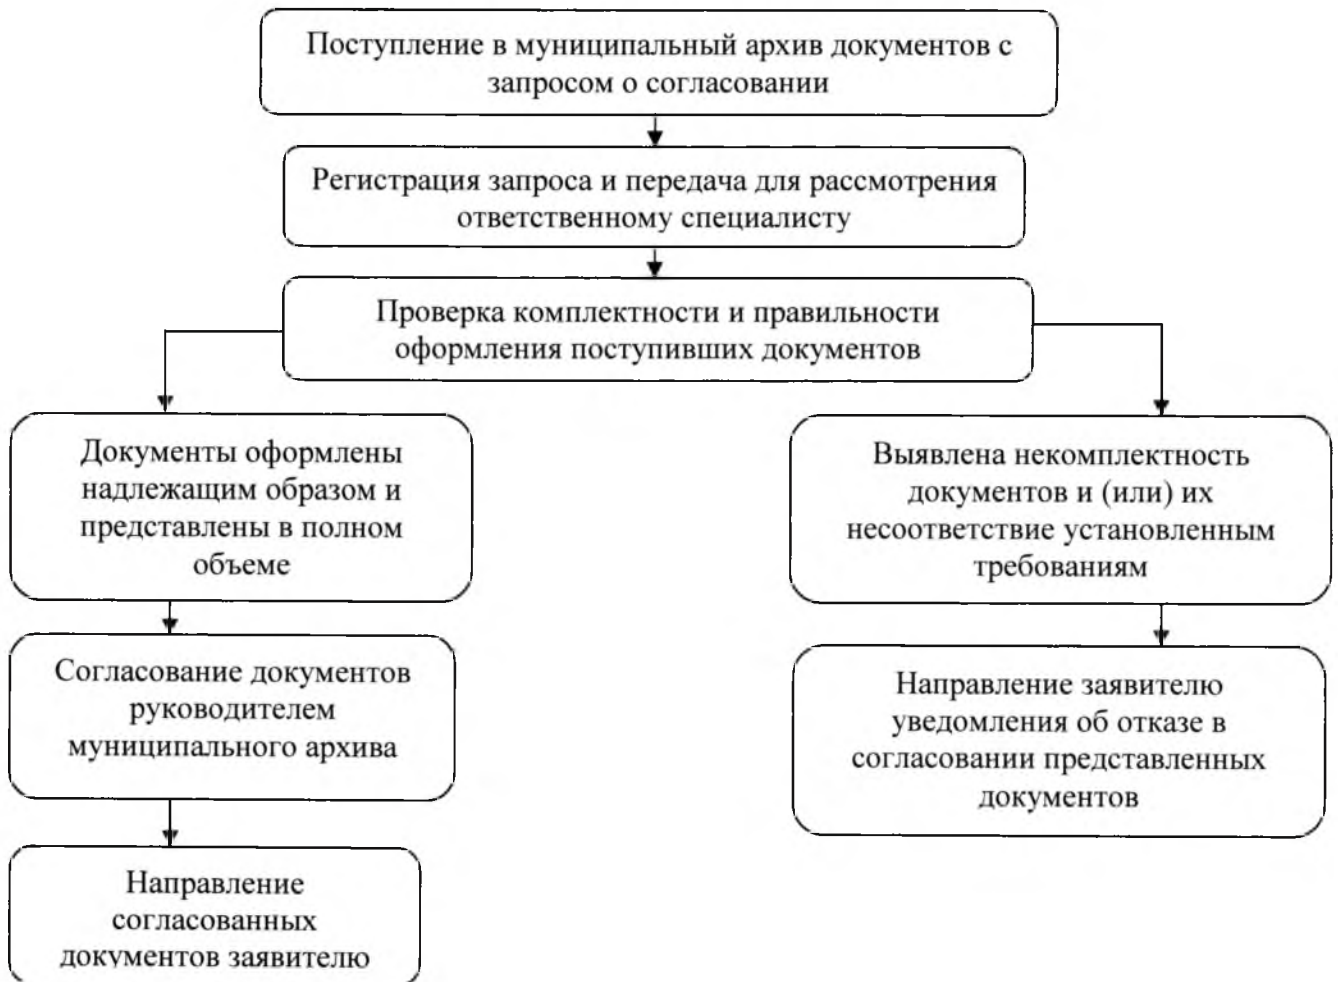 Поступление в муниципальный архив документов с
запросом о согласовании
Регистрация запроса и передача для рассмотрения
ответственному специалисту
Проверка комплектности и правильности
оформления поступивших документов
Документы оформлены
надлежащим образом и
представлены в полном
объеме
Выявлена некомплектность
документов и (или) их
несоответствие установленным
требованиям
Согласование документов
руководителем
муниципального архива
Направление заявителю
уведомления об отказе в
согласовании представленных
документов
Направление
согласованных
документов заявителю